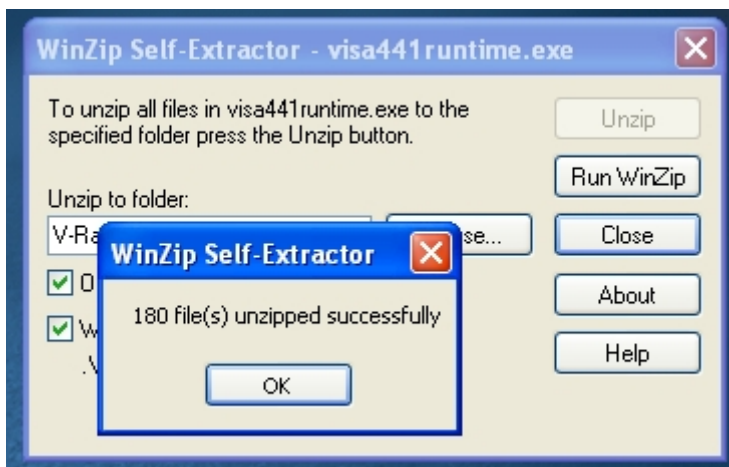 WinZip Self-Extractor - visa441runtime.exe
To unzip all files in visa441runtime.exe to the
specified folder press the Unzip button.
Unzip
Run WinZip
Unzip to folder:
V-Ra
se...
Close
WinZip Self-Extractor
180 file(s) unzipped successfully
OK
About
Help